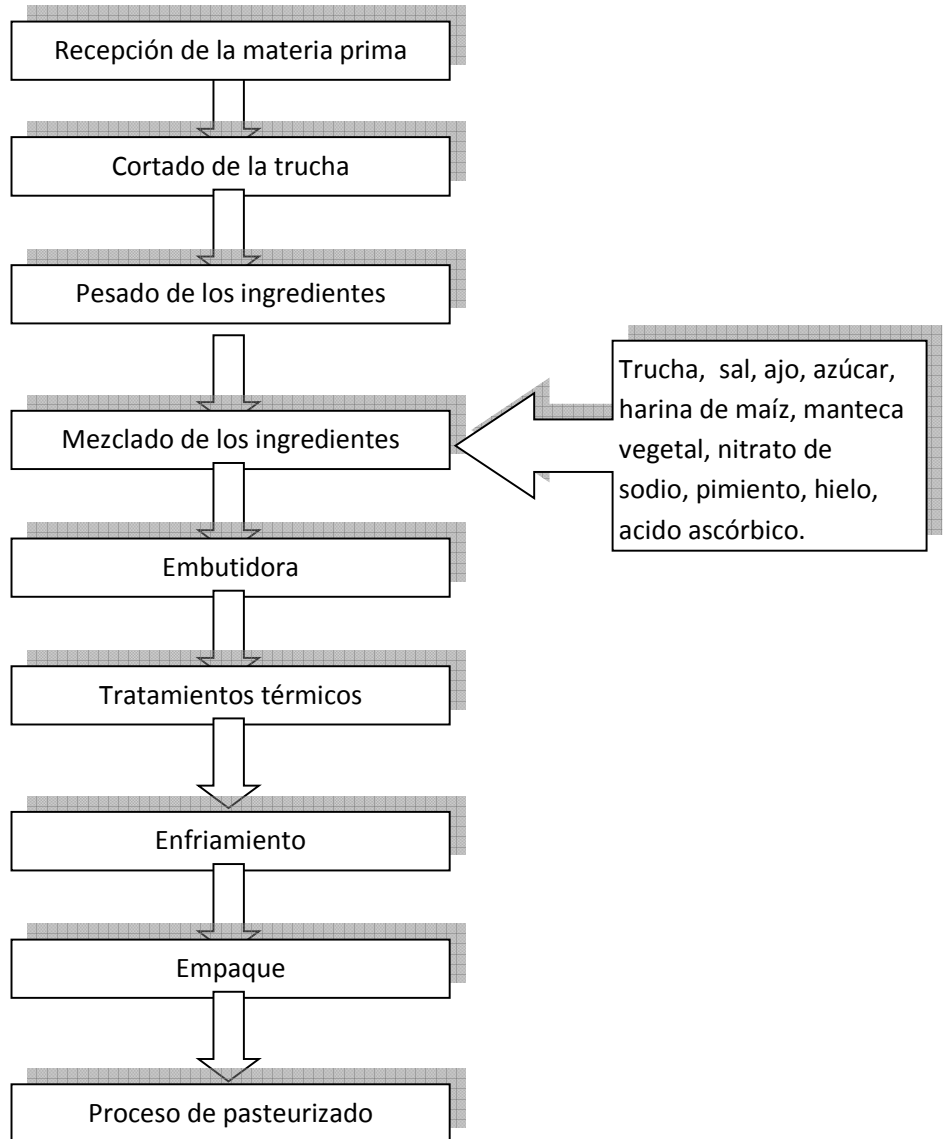 Recepción de la materia prima
Cortado de la trucha
Pesado de los ingredientes
Mezclado de los ingredientes
Trucha, sal, ajo, azúcar,
harina de maíz, manteca
vegetal, nitrato de
sodio, pimiento, hielo,
acido ascórbico.
Embutidora
Tratamientos térmicos
Enfriamiento
Empaque
Proceso de pasteurizado